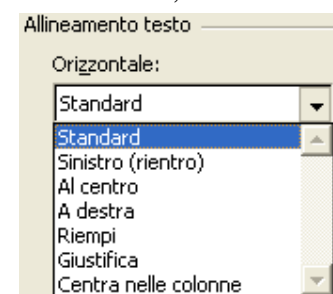 Allineamento testo
Orizzontale:
Standard
Standard
Sinistro (rientro)
Al centro
A destra
Riempi
Giustifica
Centra nelle colonne